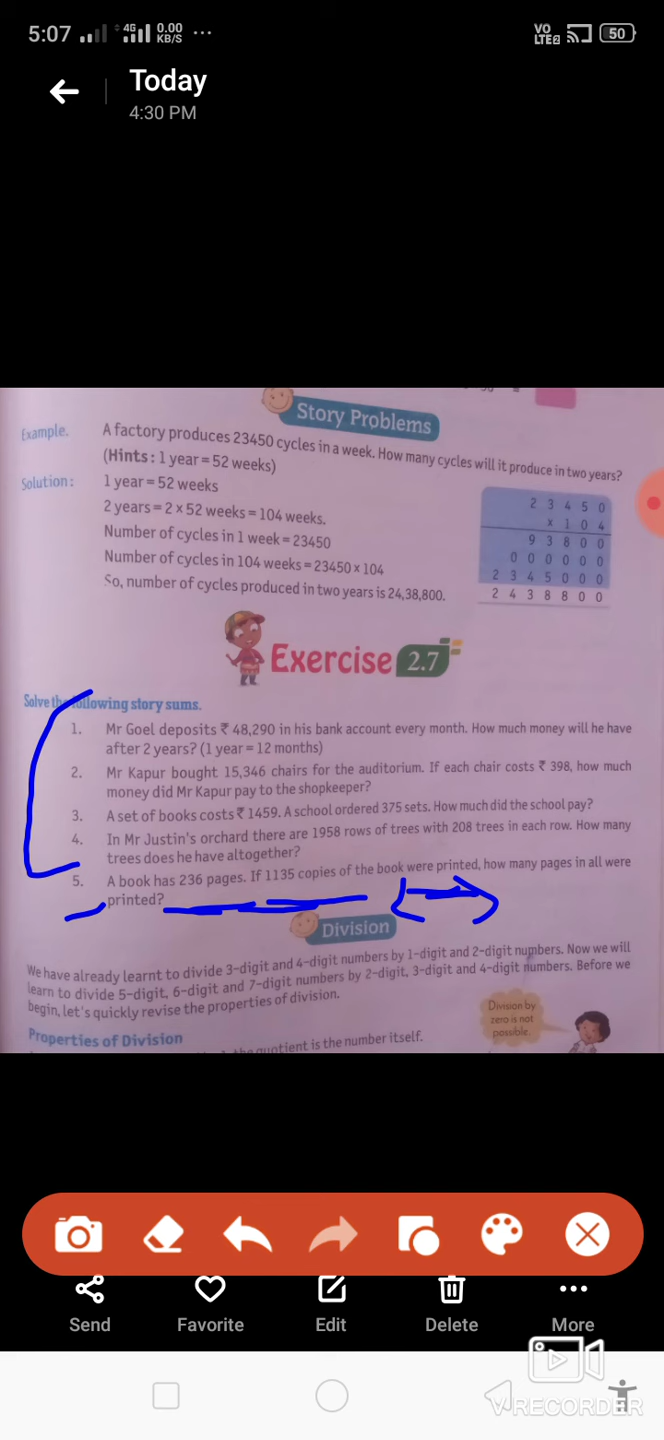 5:07 4G 0.00 KB/S ... VO LTE2 50
Today
4:30 PM
Story Problems
Example. A factory produces 23450 cycles in a week. How many cycles will it produce in two years?
(Hints : 1 year = 52 weeks)
Solution : 1 year = 52 weeks
2 years = 2 × 52 weeks = 104 weeks.
Number of cycles in 1 week = 23450
Number of cycles in 104 weeks = 23450 × 104
So, number of cycles produced in two years is 24,38,800.
2 3 4 5 0
x 1 0 4
9 3 8 0 0
0 0 0 0 0 0
2 3 4 5 0 0 0
2 4 3 8 8 0 0
Exercise 2.7
Solve the following story sums.
1. Mr Goel deposits ₹ 48,290 in his bank account every month. How much money will he have
after 2 years? (1 year = 12 months)
2. Mr Kapur bought 15,346 chairs for the auditorium. If each chair costs ₹ 398, how much
money did Mr Kapur pay to the shopkeeper?
3. A set of books costs ₹ 1459. A school ordered 375 sets. How much did the school pay?
4. In Mr Justin's orchard there are 1958 rows of trees with 208 trees in each row. How many
trees does he have altogether?
5. A book has 236 pages. If 1135 copies of the book were printed, how many pages in all were
printed?
Division
We have already learnt to divide 3-digit and 4-digit numbers by 1-digit and 2-digit numbers. Now we will
learn to divide 5-digit, 6-digit and 7-digit numbers by 2-digit, 3-digit and 4-digit numbers. Before we
begin, let's quickly revise the properties of division.
Division by
zero is not
possible.
Properties of Division
the quotient is the number itself.
Send Favorite Edit Delete More
V RECORDER